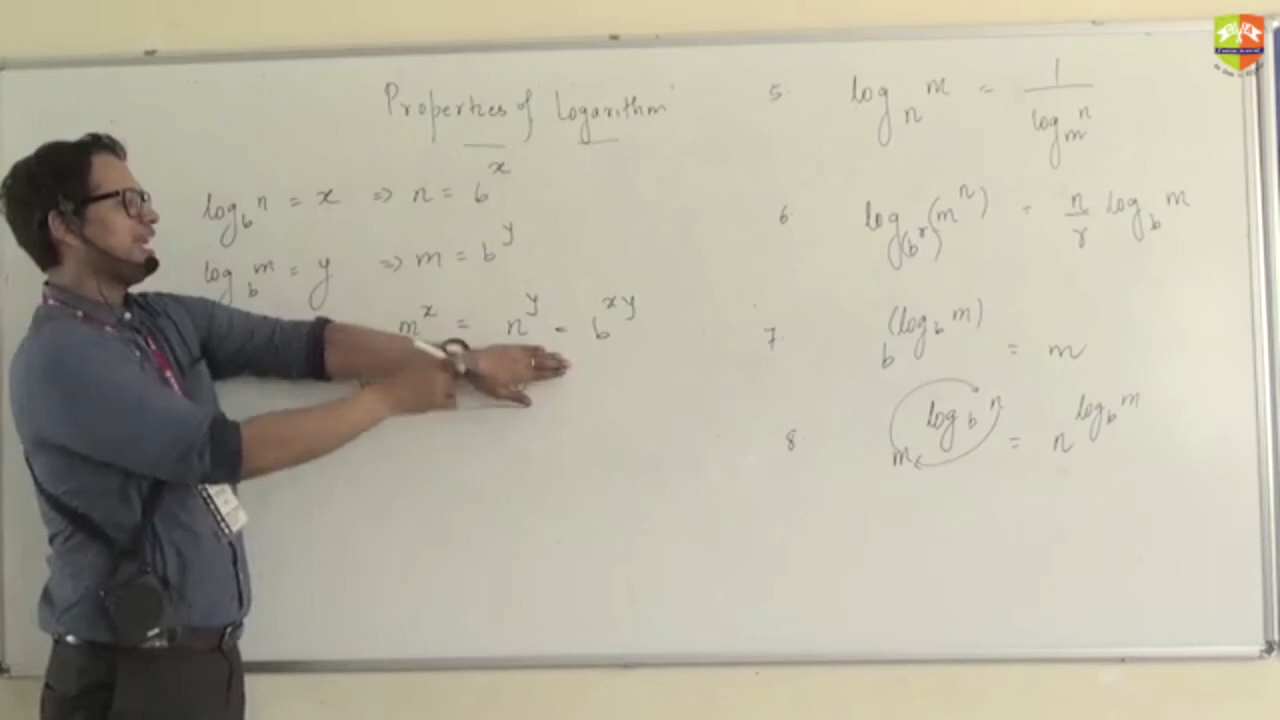 Properties of Logarithm
log_b n = x ⇒ n = b^x
log_b m = y ⇒ m = b^y
m^x = n^y = b^xy
5. log_n m = 1/log_m n
6. log_(b^r) (m^n) = n/r log_b m
7. b^(log_b m) = m
8 m^log_b n = n^log_b m